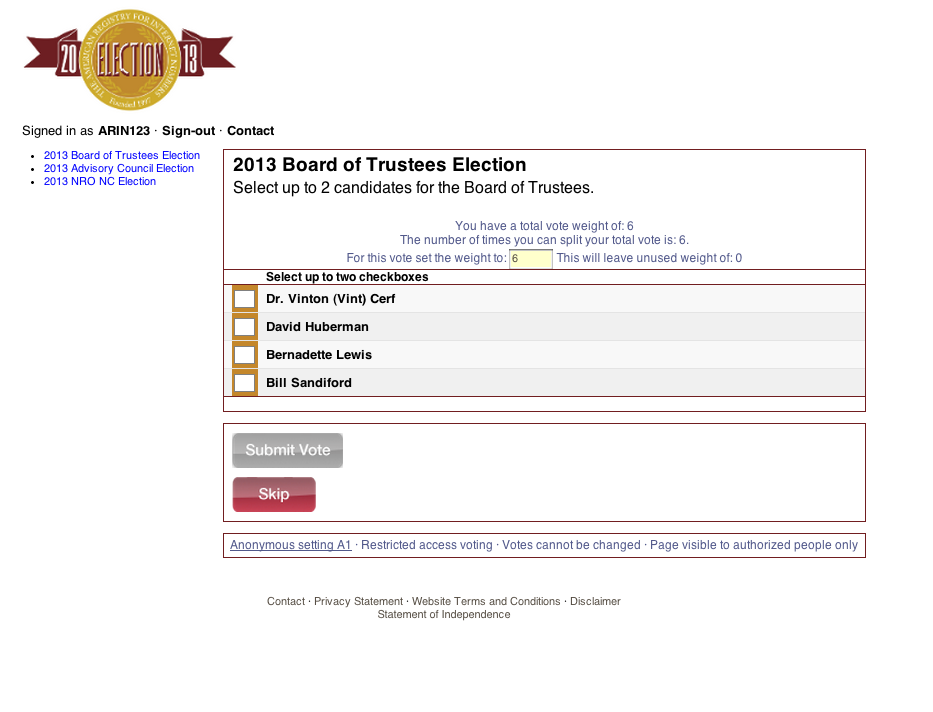 THE AMERICAN REGISTRY FOR INTERNET NUMBERS
20 ELECTION 13
Founded 1997
Signed in as ARIN123 · Sign-out · Contact
• 2013 Board of Trustees Election
• 2013 Advisory Council Election
• 2013 NRO NC Election
2013 Board of Trustees Election
Select up to 2 candidates for the Board of Trustees.
You have a total vote weight of: 6
The number of times you can split your total vote is: 6.
For this vote set the weight to: 6 This will leave unused weight of: 0
Select up to two checkboxes
Dr. Vinton (Vint) Cerf
David Huberman
Bernadette Lewis
Bill Sandiford
Submit Vote
Skip
Anonymous setting A1 · Restricted access voting · Votes cannot be changed · Page visible to authorized people only
Contact · Privacy Statement · Website Terms and Conditions · Disclaimer
Statement of Independence